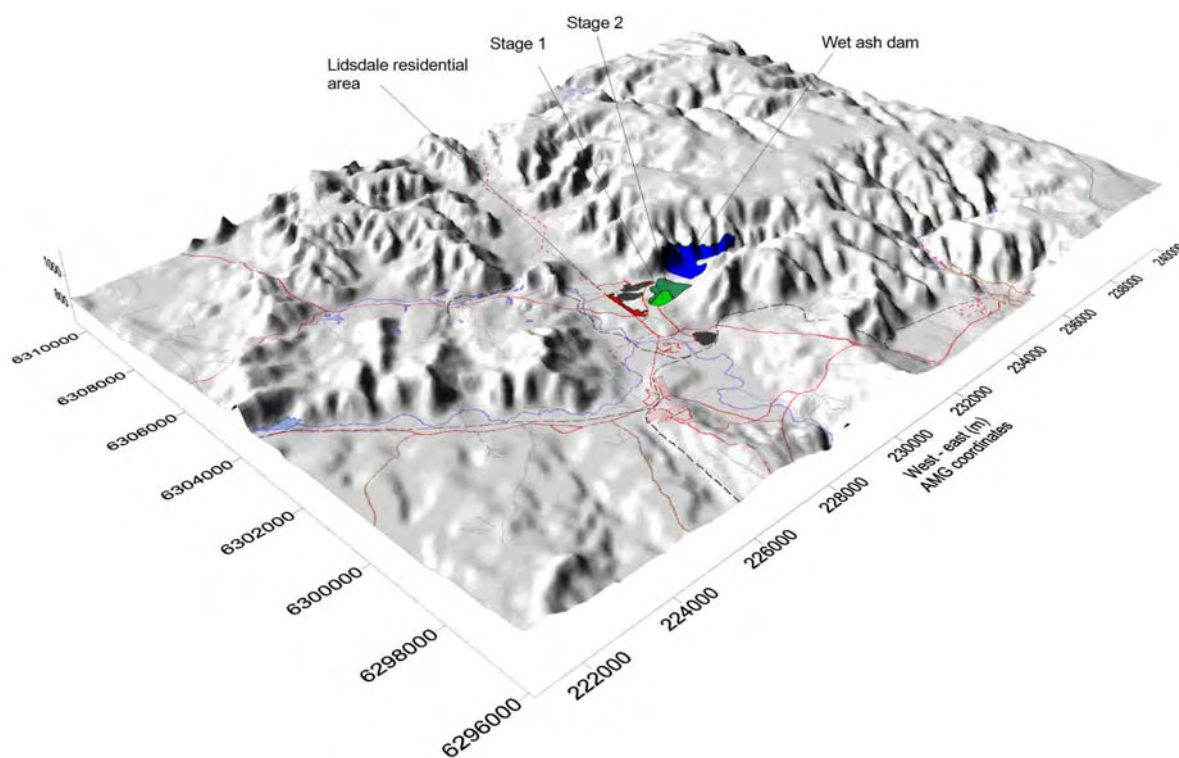 Stage 2
Stage 1
Wet ash dam
Lidsdale residential
area
1000
800
6310000
6308000
6306000
6304000
6302000
6300000
6298000
6296000
222000
224000
226000
228000
230000
232000
234000
236000
238000
240000
West - east (m)
AMG coordinates